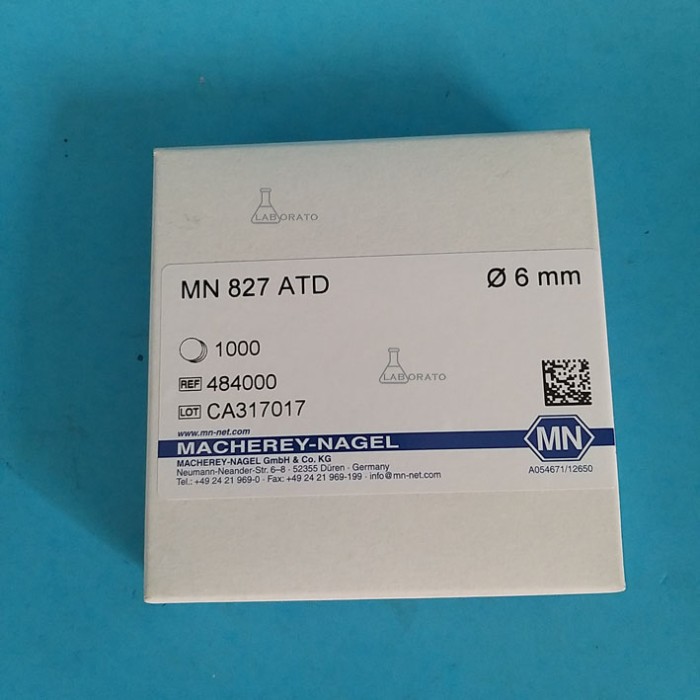 LABORATO
MN 827 ATD
Ø 6 mm
1000
LABORATO
REF 484000
LOT CA317017
www.mn-net.com
MACHEREY-NAGEL
MN
MACHEREY-NAGEL GmbH & Co. KG
Neumann-Neander-Str. 6–8 · 52355 Düren · Germany
A054671/12650
Tel.: +49 24 21 969-0 · Fax: +49 24 21 969-199 · info@mn-net.com